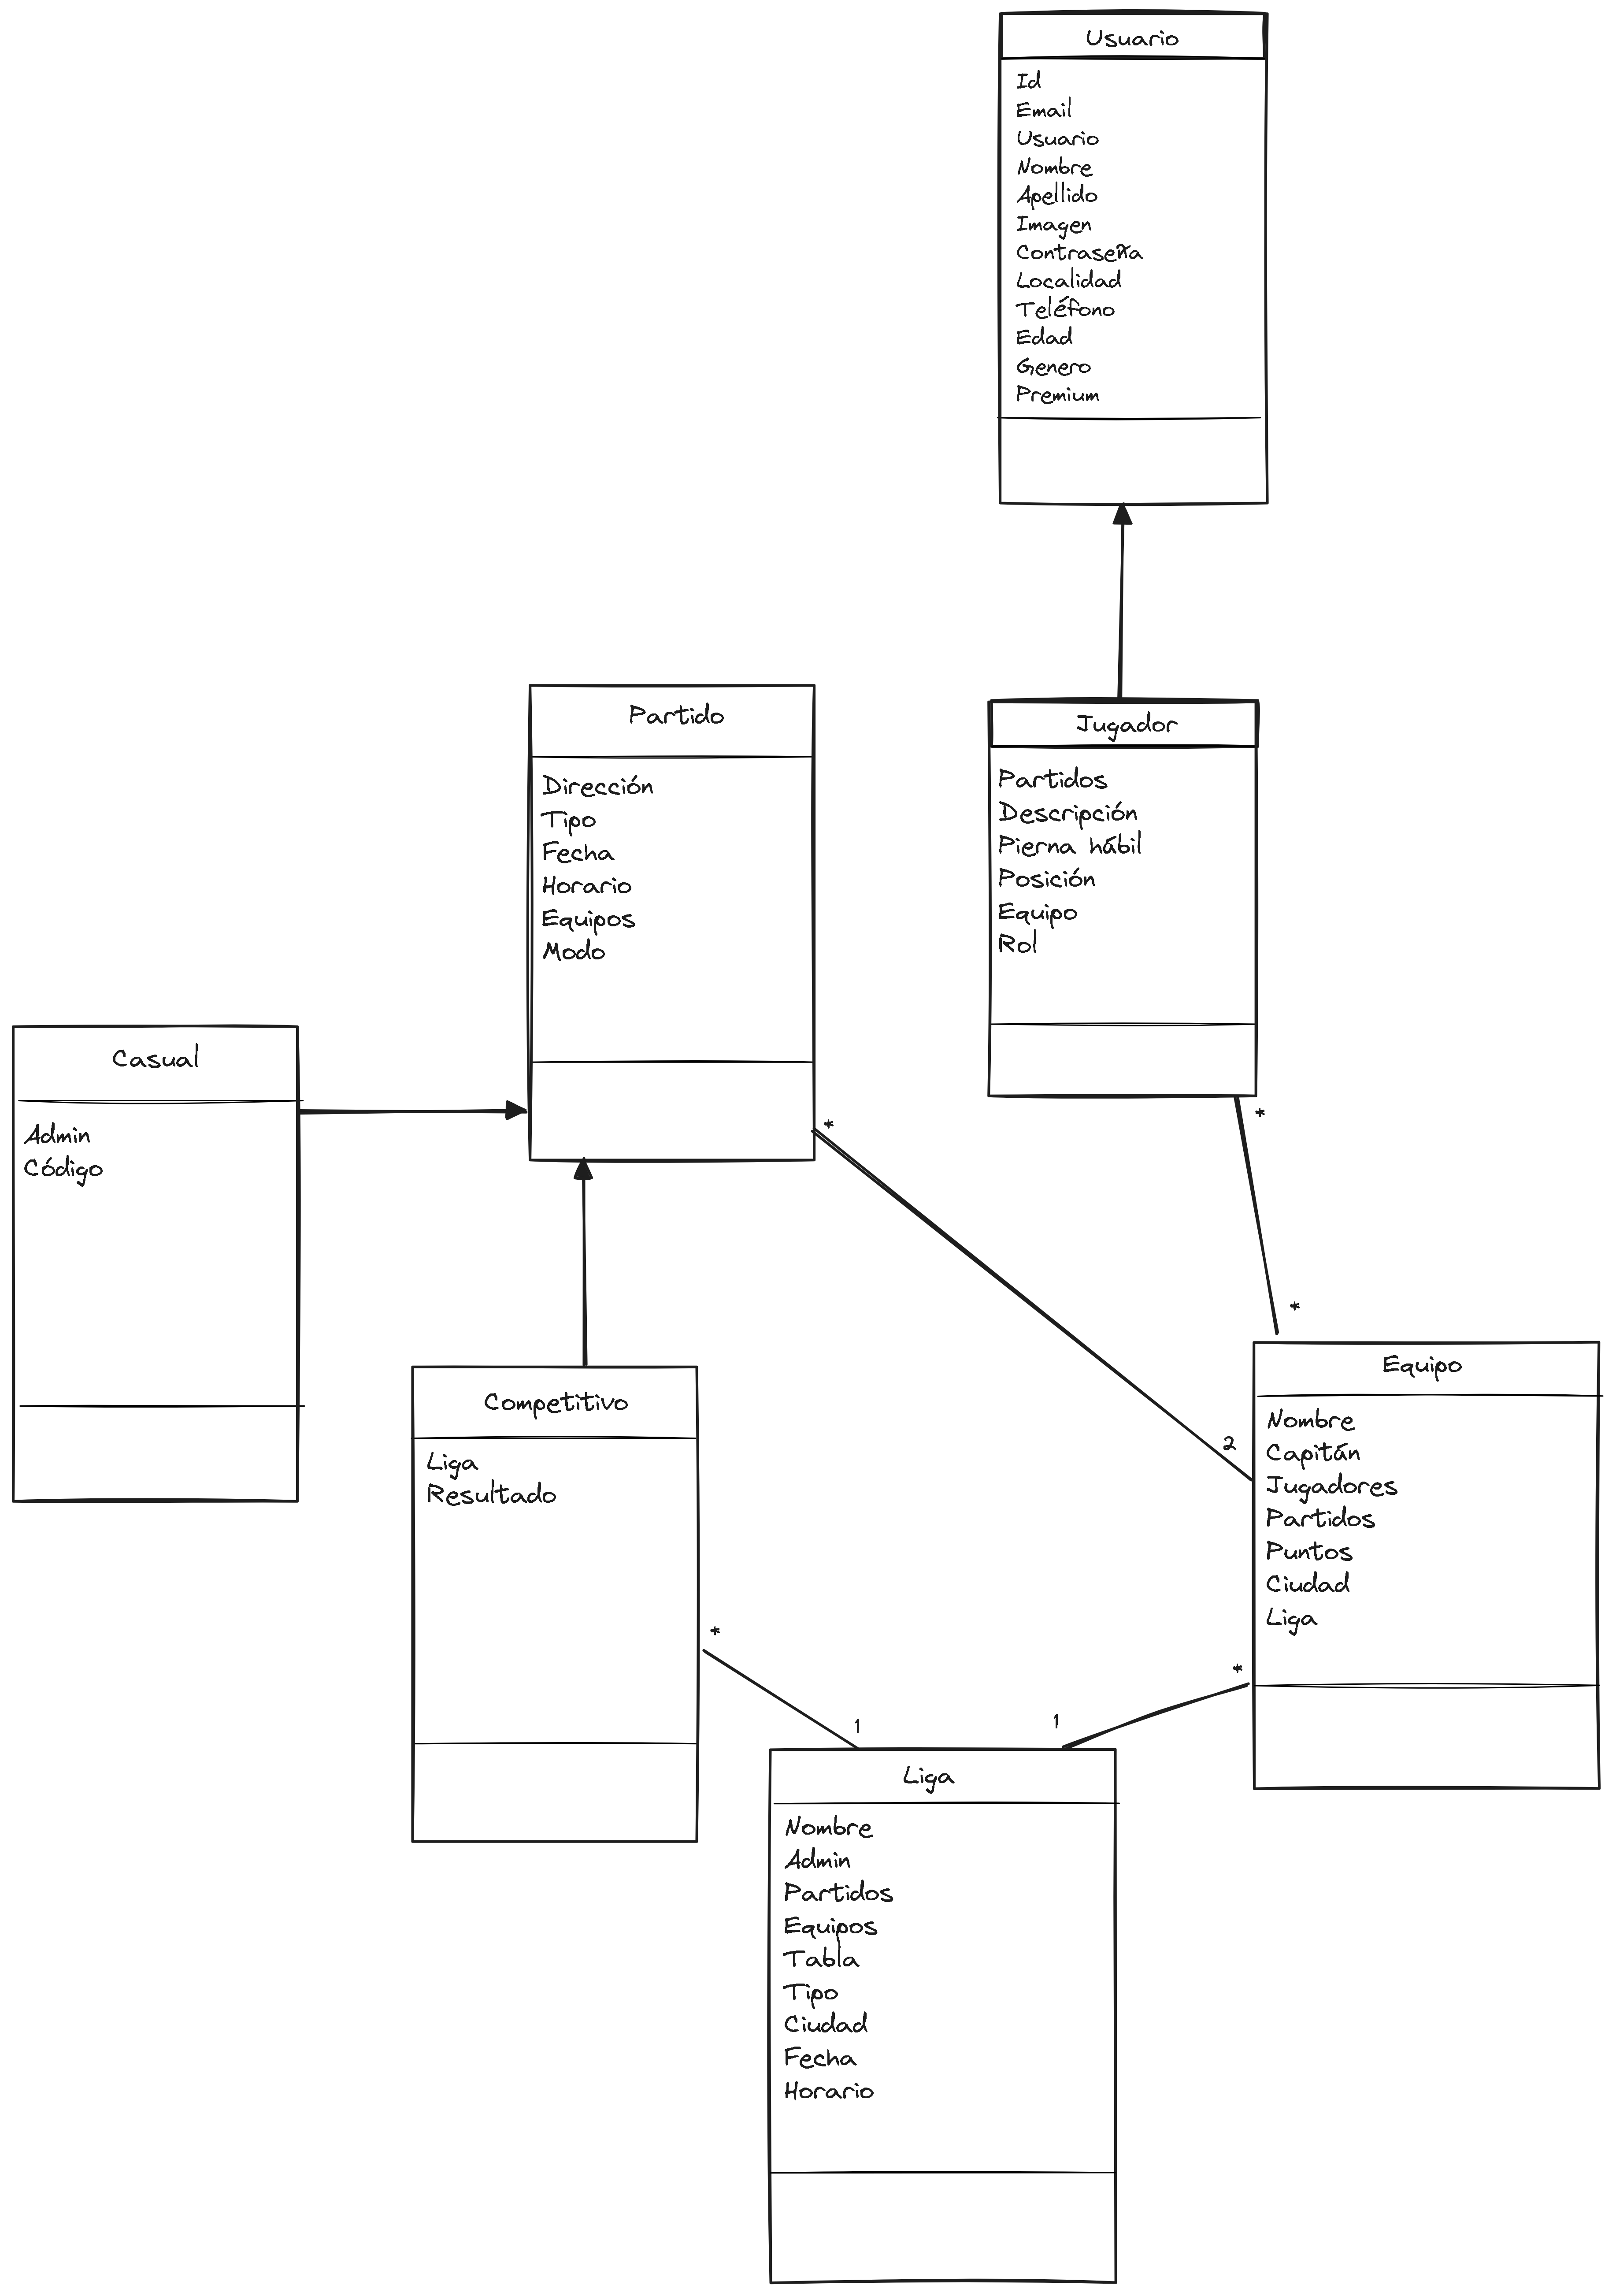 Usuario
Id
Email
Usuario
Nombre
Apellido
Imagen
Contraseña
Localidad
Teléfono
Edad
Genero
Premium
Partido
Dirección
Tipo
Fecha
Horario
Equipos
Modo
Jugador
Partidos
Descripción
Pierna hábil
Posición
Equipo
Rol
Casual
Admin
Código
*
*
*
2
Competitivo
Liga
Resultado
*
1
Equipo
Nombre
Capitán
Jugadores
Partidos
Puntos
Ciudad
Liga
*
1
Liga
Nombre
Admin
Partidos
Equipos
Tabla
Tipo
Ciudad
Fecha
Horario